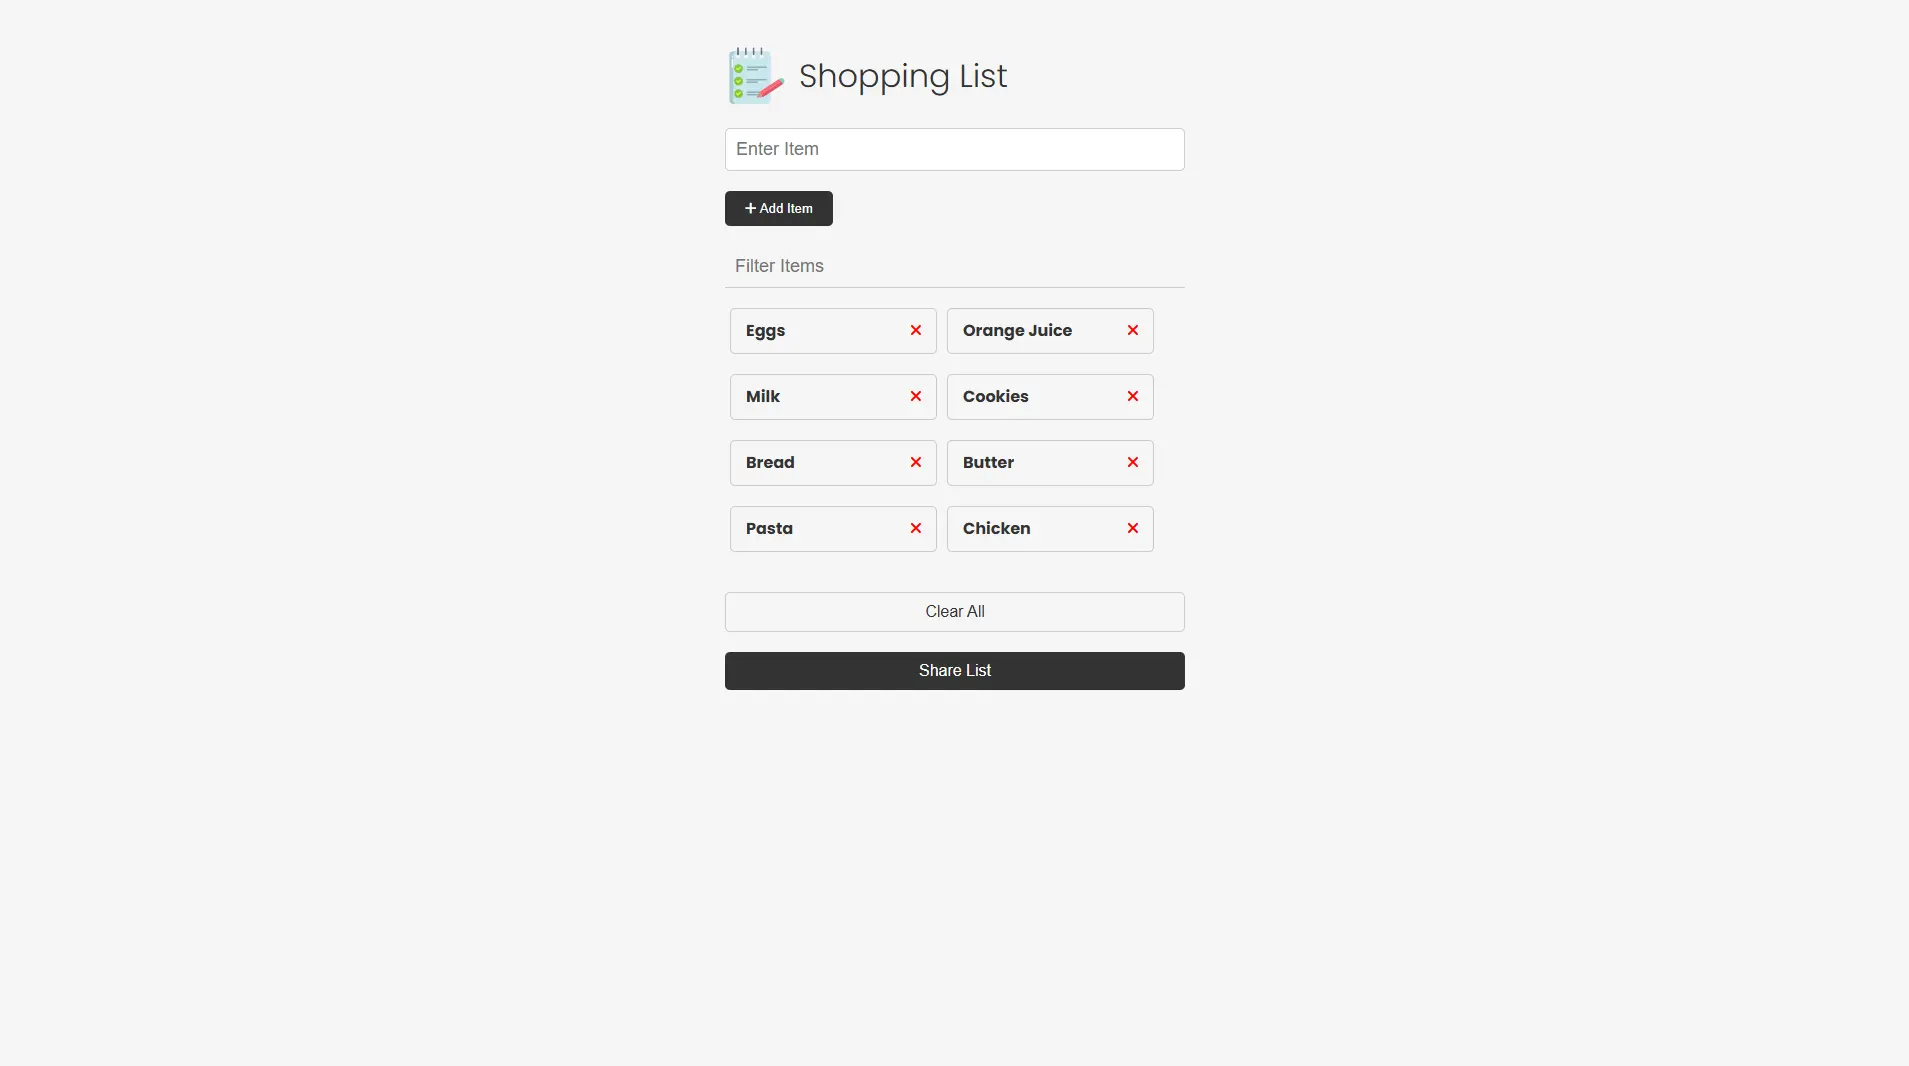 Shopping List
Enter Item
+ Add Item
Filter Items
Eggs
Orange Juice
Milk
Cookies
Bread
Butter
Pasta
Chicken
Clear All
Share List